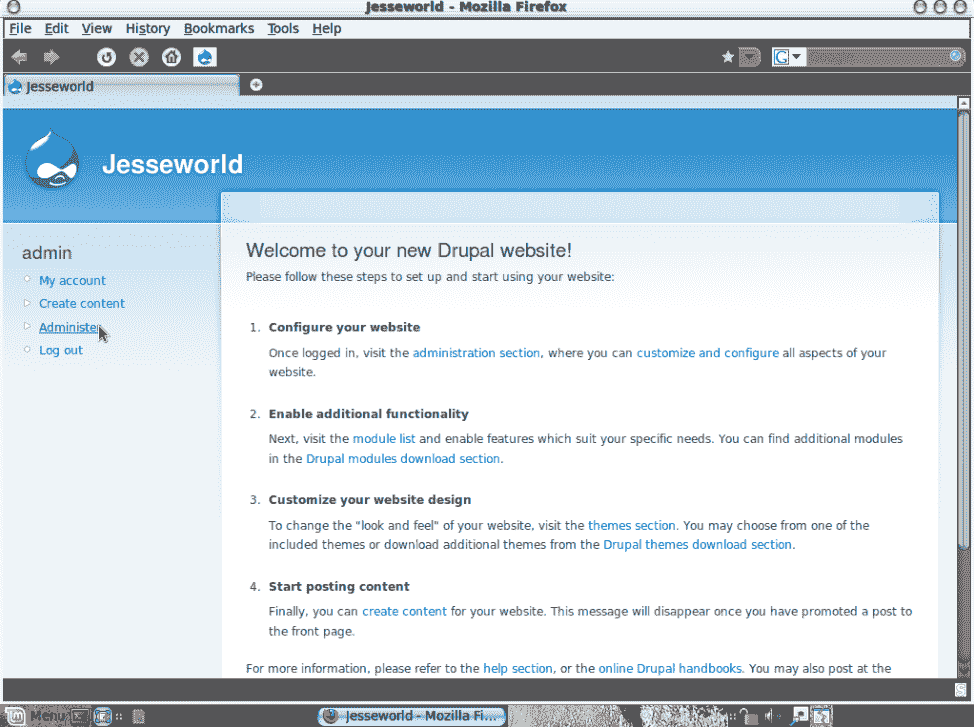 Jesseworld - Mozilla Firefox
File Edit View History Bookmarks Tools Help
G
Jesseworld
Jesseworld
admin
My account
Create content
Administer
Log out
Welcome to your new Drupal website!
Please follow these steps to set up and start using your website:
1. Configure your website
Once logged in, visit the administration section, where you can customize and configure all aspects of your
website.
2. Enable additional functionality
Next, visit the module list and enable features which suit your specific needs. You can find additional modules
in the Drupal modules download section.
3. Customize your website design
To change the "look and feel" of your website, visit the themes section. You may choose from one of the
included themes or download additional themes from the Drupal themes download section.
4. Start posting content
Finally, you can create content for your website. This message will disappear once you have promoted a post to
the front page.
For more information, please refer to the help section, or the online Drupal handbooks. You may also post at the
Menu
Jesseworld - Mozilla Fi...